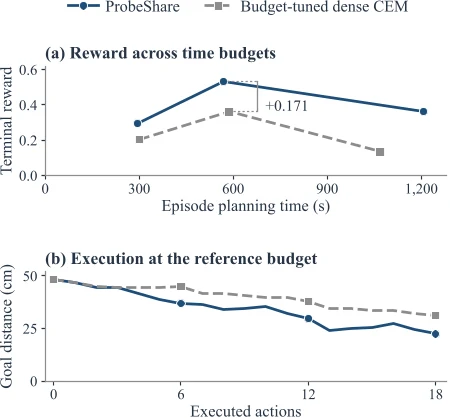 ProbeShare Budget-tuned dense CEM
(a) Reward across time budgets
Terminal reward
0.6
0.4
0.2
0.0
+0.171
0 300 600 900 1,200
Episode planning time (s)
(b) Execution at the reference budget
Goal distance (cm)
50
25
0
0 6 12 18
Executed actions